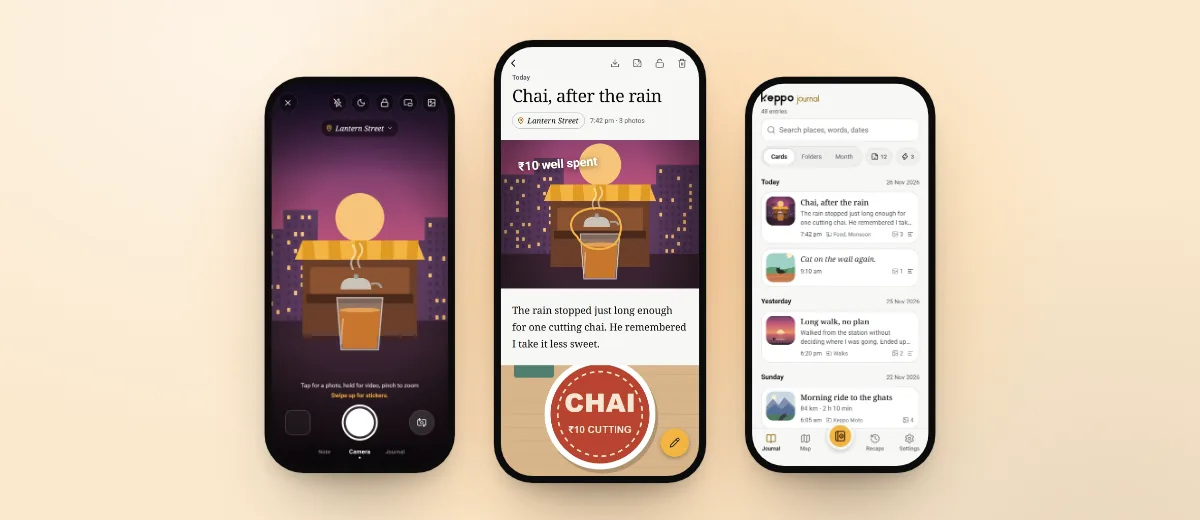 Lantern Street
Tap for a photo, hold for video, pinch to zoom
Swipe up for stickers.
Note
Camera
Journal
Today
Chai, after the rain
Lantern Street
7:42 pm · 3 photos
₹10 well spent
The rain stopped just long enough
for one cutting chai. He remembered
I take it less sweet.
CHAI
₹10 CUTTING
keppo journal
48 entries
Search places, words, dates
Cards
Folders
Month
12
3
Today
26 Nov 2026
Chai, after the rain
The rain stopped just long enough for
one cutting chai. He remembered I tak…
7:42 pm
Food, Monsoon
3
Cat on the wall again.
9:10 am
1
Yesterday
25 Nov 2026
Long walk, no plan
Walked from the station without
deciding where I was going. Ended up…
6:20 pm
Walks
2
Sunday
22 Nov 2026
Morning ride to the ghats
84 km · 2 h 10 min
6:05 am
Keppo Moto
4
Journal
Map
Recaps
Settings